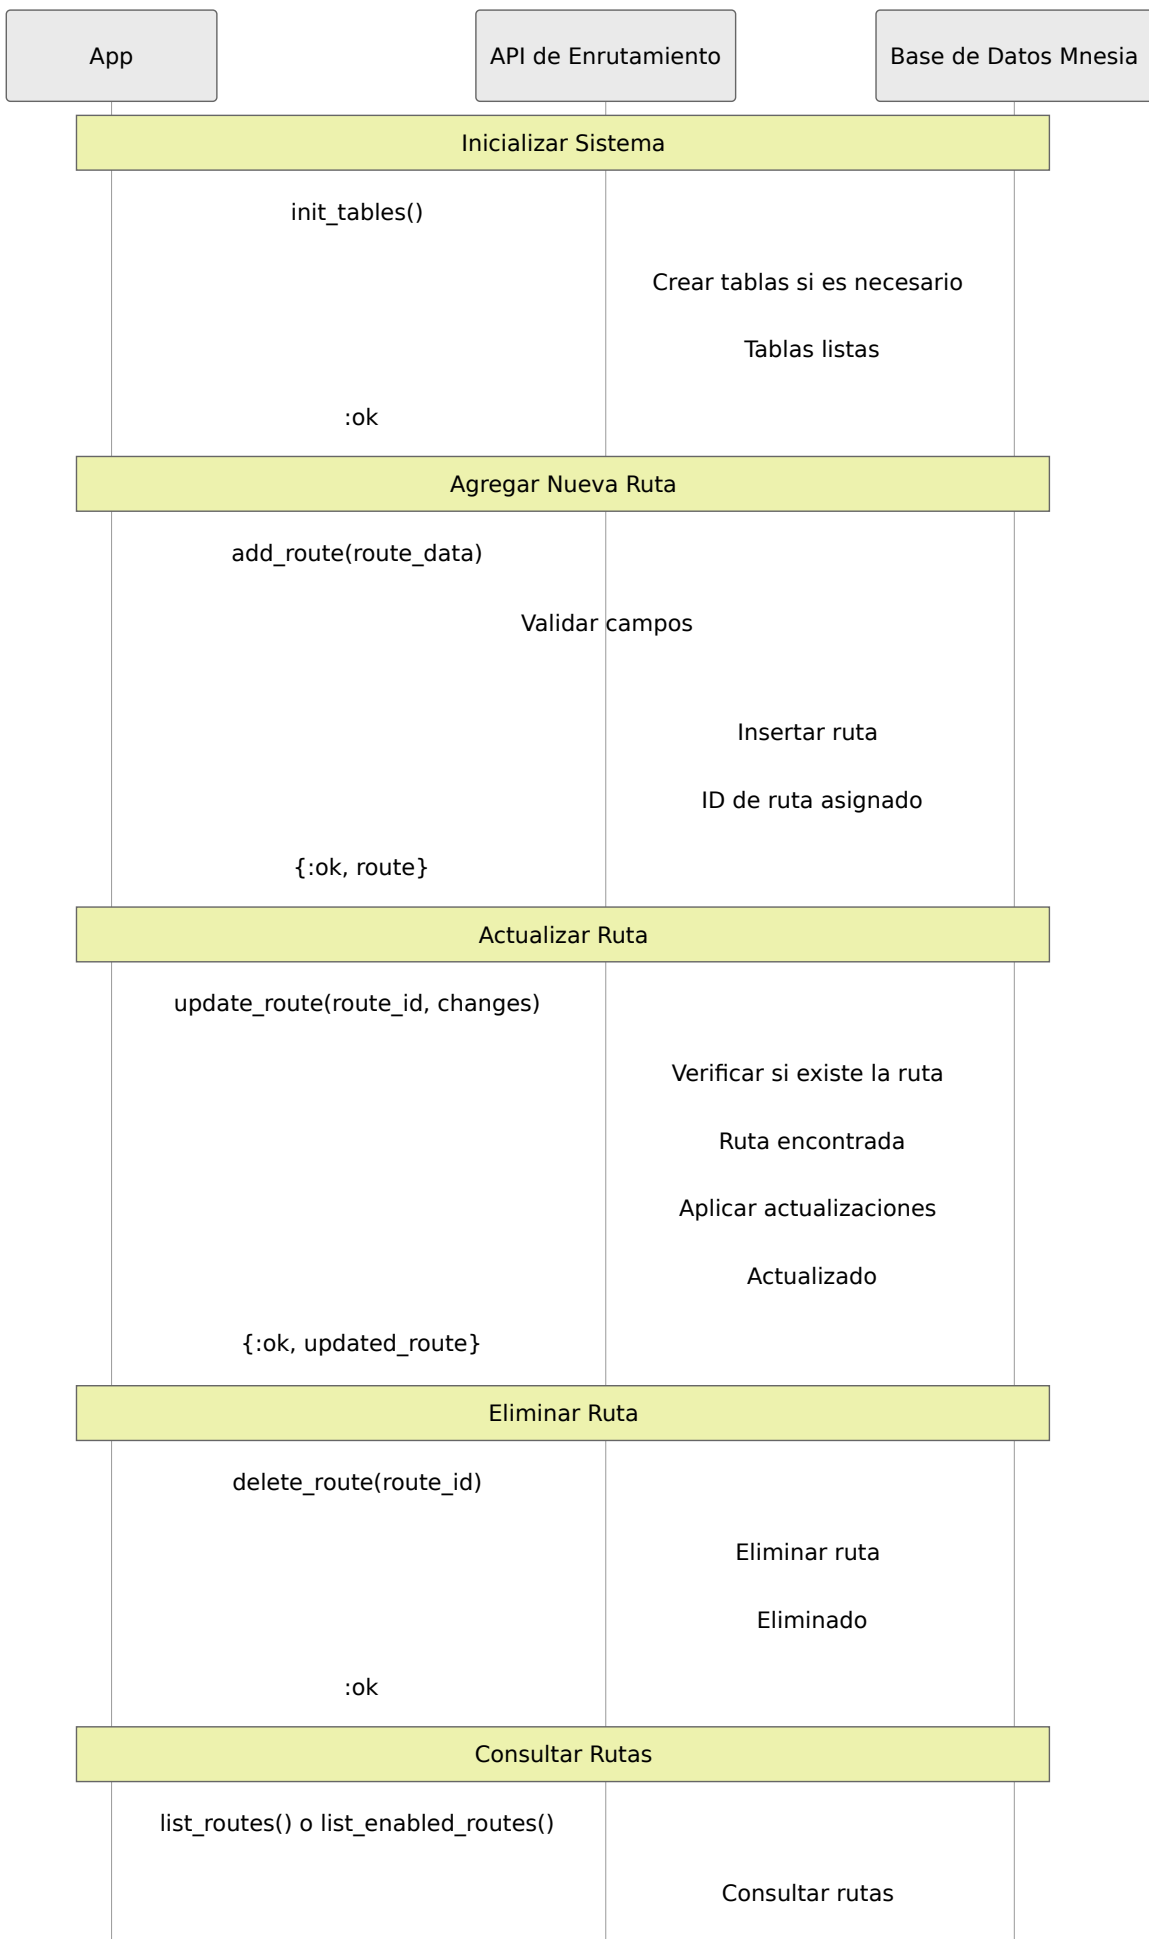 App
API de Enrutamiento
Base de Datos Mnesia
Inicializar Sistema
init_tables()
Crear tablas si es necesario
Tablas listas
:ok
Agregar Nueva Ruta
add_route(route_data)
Validar campos
Insertar ruta
ID de ruta asignado
{:ok, route}
Actualizar Ruta
update_route(route_id, changes)
Verificar si existe la ruta
Ruta encontrada
Aplicar actualizaciones
Actualizado
{:ok, updated_route}
Eliminar Ruta
delete_route(route_id)
Eliminar ruta
Eliminado
:ok
Consultar Rutas
list_routes() o list_enabled_routes()
Consultar rutas